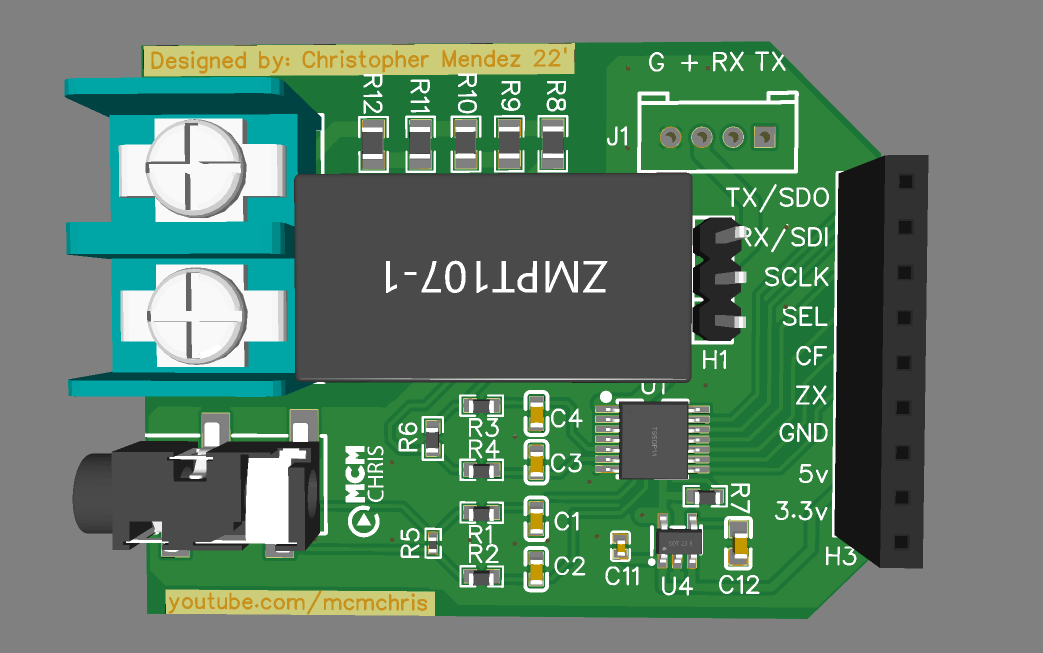 Designed by: Christopher Mendez 22'
G + RX TX
R12
R11
R10
R9
R8
J1
TX/SDO
RX/SDI
SCLK
SEL
CF
ZX
GND
5v
3.3v
H3
ZMPT107-1
H1
U1
R3
R4
R6
C4
C3
MCM
CHRIS
R5
R1
R2
C1
C2
TSSOP14
R7
C11
U4
C12
youtube.com/mcmchris